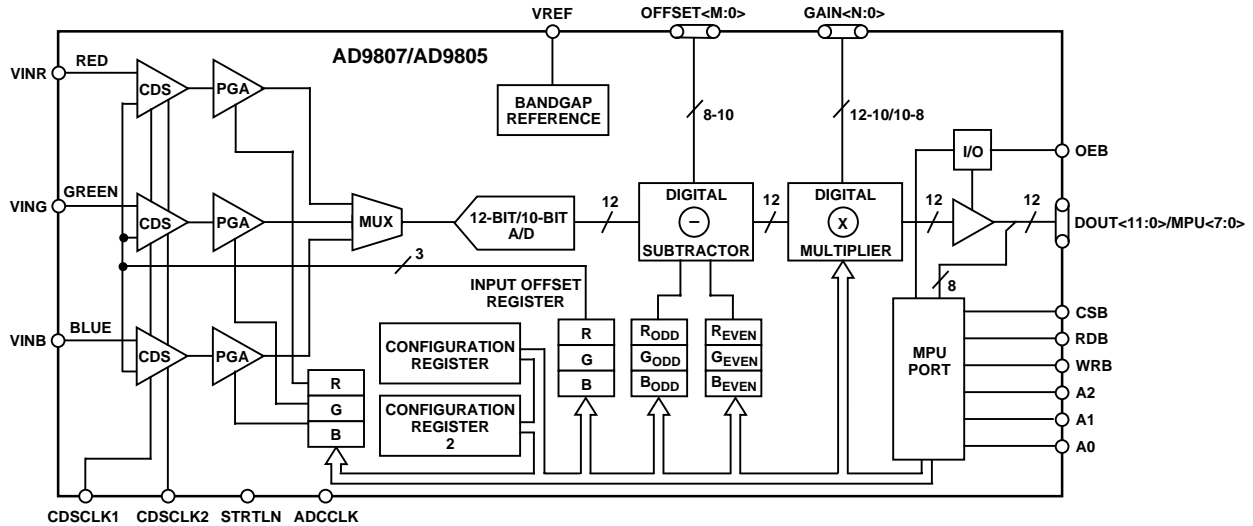 VREF
OFFSET<M:0>
GAIN<N:0>
AD9807/AD9805
VINR
RED
CDS
PGA
BANDGAP
REFERENCE
8-10
12-10/10-8
I/O
OEB
VING
GREEN
CDS
PGA
MUX
12-BIT/10-BIT
A/D
12
DIGITAL
–
SUBTRACTOR
12
DIGITAL
X
MULTIPLIER
12
12
DOUT<11:0>/MPU<7:0>
3
INPUT OFFSET
REGISTER
8
VINB
BLUE
CDS
PGA
CONFIGURATION
REGISTER
CONFIGURATION
REGISTER
2
R
G
B
R
G
B
RODD
GODD
BODD
REVEN
GEVEN
BEVEN
MPU
PORT
CSB
RDB
WRB
A2
A1
A0
CDSCLK1
CDSCLK2
STRTLN
ADCCLK